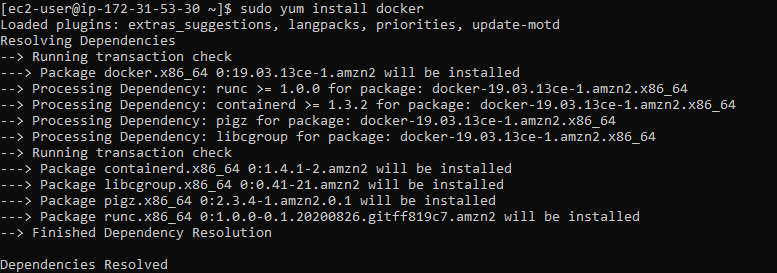 [ec2-user@ip-172-31-53-30 ~]$ sudo yum install docker
Loaded plugins: extras_suggestions, langpacks, priorities, update-motd
Resolving Dependencies
--> Running transaction check
---> Package docker.x86_64 0:19.03.13ce-1.amzn2 will be installed
--> Processing Dependency: runc >= 1.0.0 for package: docker-19.03.13ce-1.amzn2.x86_64
--> Processing Dependency: containerd >= 1.3.2 for package: docker-19.03.13ce-1.amzn2.x86_64
--> Processing Dependency: pigz for package: docker-19.03.13ce-1.amzn2.x86_64
--> Processing Dependency: libcgroup for package: docker-19.03.13ce-1.amzn2.x86_64
--> Running transaction check
---> Package containerd.x86_64 0:1.4.1-2.amzn2 will be installed
---> Package libcgroup.x86_64 0:0.41-21.amzn2 will be installed
---> Package pigz.x86_64 0:2.3.4-1.amzn2.0.1 will be installed
---> Package runc.x86_64 0:1.0.0-0.1.20200826.gitff819c7.amzn2 will be installed
--> Finished Dependency Resolution
Dependencies Resolved